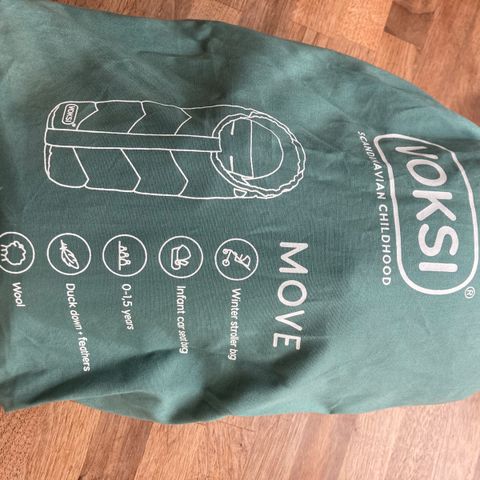 VOKSI®
SCANDINAVIAN CHILDHOOD
MOVE
Winter stroller bag
Infant car seat bag
0-1,5 years
Duck down + feathers
Wool
VOKSI